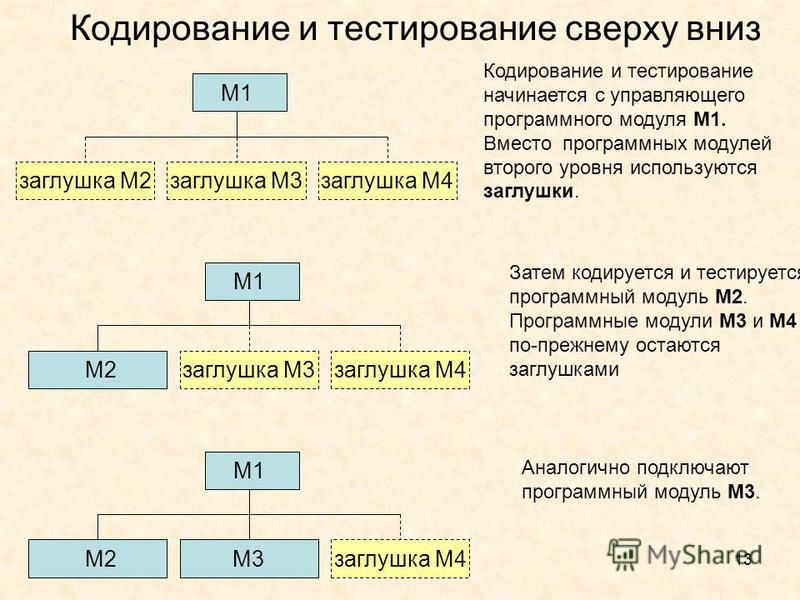 Кодирование и тестирование сверху вниз
М1
заглушка М2 заглушка М3 заглушка М4
Кодирование и тестирование
начинается с управляющего
программного модуля М1.
Вместо программных модулей
второго уровня используются
заглушки.
М1
М2 заглушка М3 заглушка М4
Затем кодируется и тестируется
программный модуль М2.
Программные модули М3 и М4
по-прежнему остаются
заглушками
М1
М2 М3 заглушка М4
Аналогично подключают
программный модуль М3.
MyShared
13